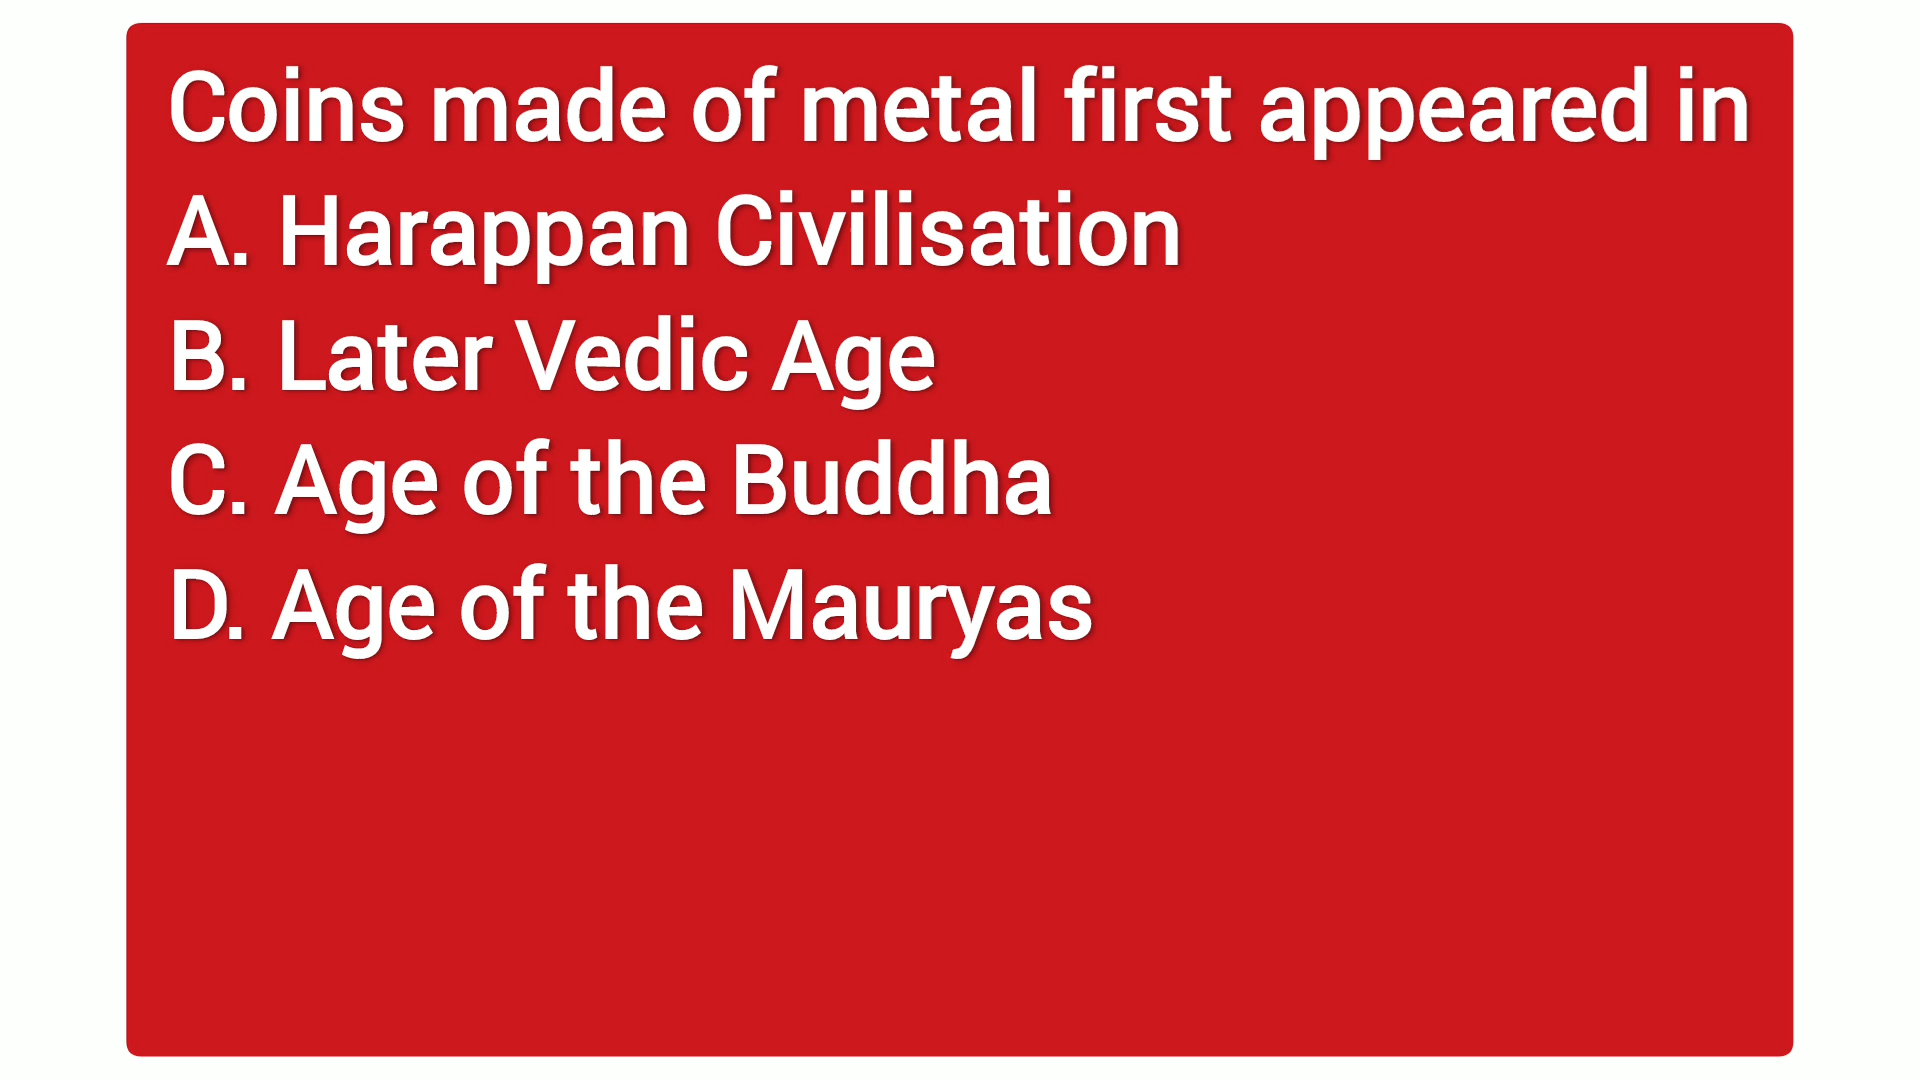 Coins made of metal first appeared in
A. Harappan Civilisation
B. Later Vedic Age
C. Age of the Buddha
D. Age of the Mauryas